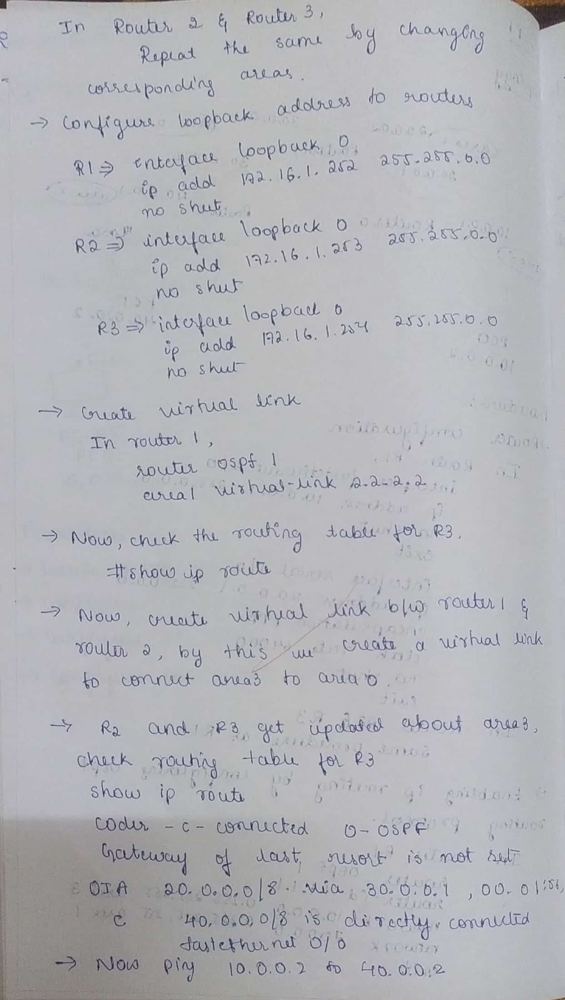 In Router 2 & Router 3,
Repeat the same by changing
corresponding areas.
→ Configure loopback address to routers
R1 ⇒ interface loopback 0
ip add 172.16.1.252 255.255.0.0
no shut
R2 ⇒ interface loopback 0
ip add 172.16.1.253 255.255.0.0
no shut
R3 ⇒ interface loopback 0
ip add 172.16.1.254 255.255.0.0
no shut
→ Create virtual link
In router 1,
router ospf 1
area 1 virtual-link 2.2.2.2
→ Now, check the routing table for R3.
#show ip route
→ Now, create virtual link b/w router 1 &
router 2, by this we create a virtual link
to connect area3 to area 0.
→ R2 and R3 get updated about area3,
check routing table for R3
show ip route
codes - C - connected O - OSPF
Gateway of last resort is not set
OIA 20.0.0.0/8 via 30.0.0.1, 00-01:56,
C 40.0.0.0/8 is directly connected
fastethernet 0/0
→ Now ping 10.0.0.2 to 40.0.0.2